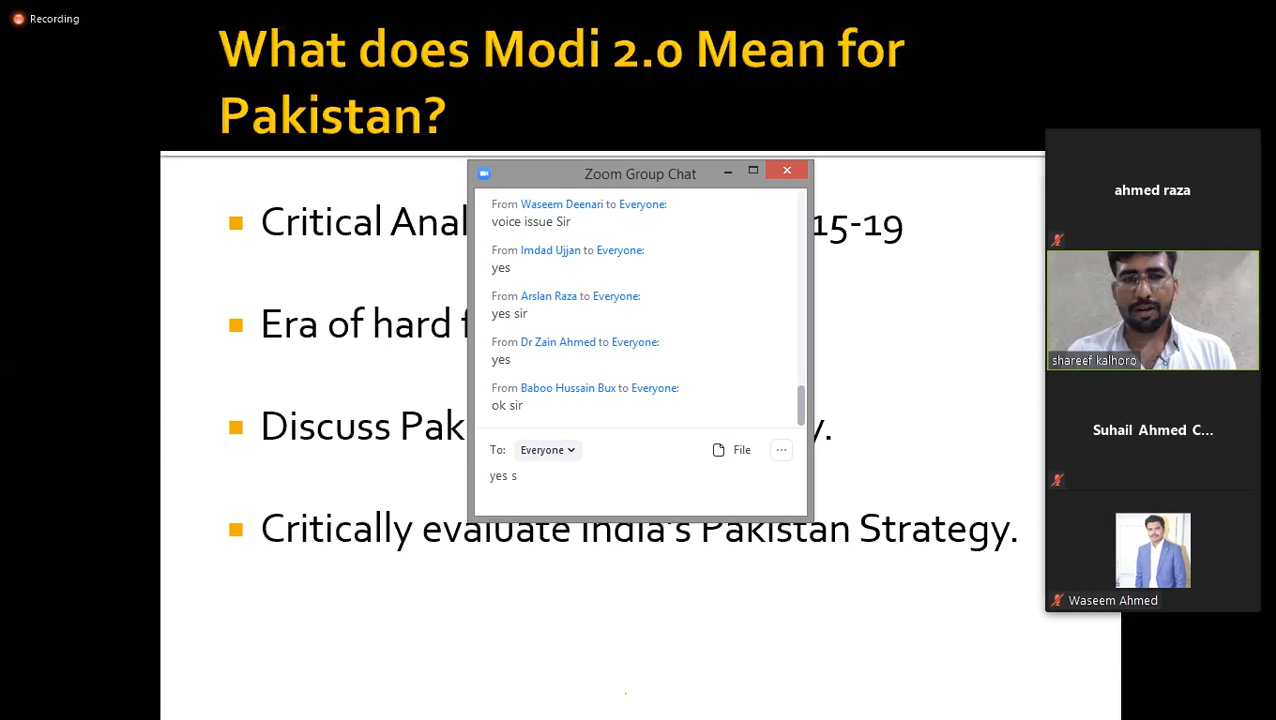 Recording
What does Modi 2.0 Mean for
Pakistan?
Critical Anal 15-19
Era of hard f
Discuss Pak y.
Critically evaluate India's Pakistan Strategy.
Zoom Group Chat
From Waseem Deenari to Everyone:
voice issue Sir
From Imdad Ujjan to Everyone:
yes
From Arslan Raza to Everyone:
yes sir
From Dr Zain Ahmed to Everyone:
yes
From Baboo Hussain Bux to Everyone:
ok sir
To: Everyone File ...
yes s
ahmed raza
shareef kalhoro
Suhail Ahmed C...
Waseem Ahmed